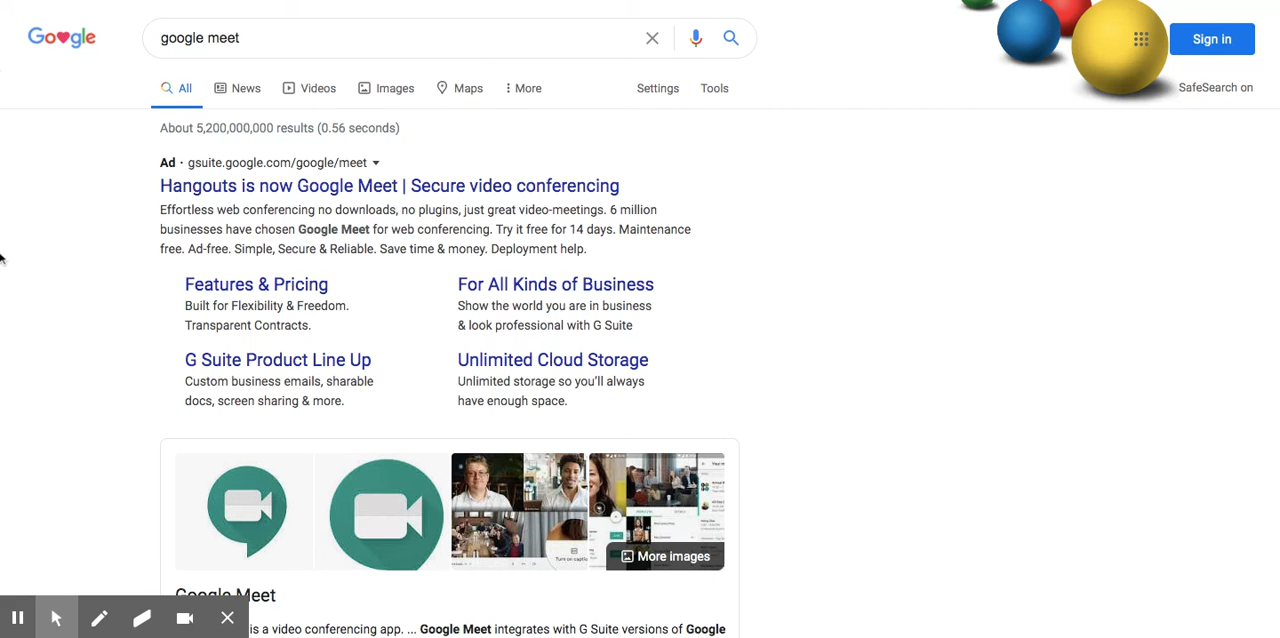 Google
google meet
Sign in
All News Videos Images Maps More Settings Tools
SafeSearch on
About 5,200,000,000 results (0.56 seconds)
Ad · gsuite.google.com/google/meet
Hangouts is now Google Meet | Secure video conferencing
Effortless web conferencing no downloads, no plugins, just great video-meetings. 6 million
businesses have chosen Google Meet for web conferencing. Try it free for 14 days. Maintenance
free. Ad-free. Simple, Secure & Reliable. Save time & money. Deployment help.
Features & Pricing
Built for Flexibility & Freedom.
Transparent Contracts.
For All Kinds of Business
Show the world you are in business
& look professional with G Suite
G Suite Product Line Up
Custom business emails, sharable
docs, screen sharing & more.
Unlimited Cloud Storage
Unlimited storage so you'll always
have enough space.
More images
Google Meet
is a video conferencing app. ... Google Meet integrates with G Suite versions of Google